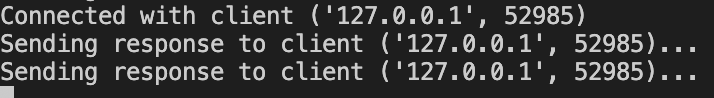 Connected with client ('127.0.0.1', 52985)
Sending response to client ('127.0.0.1', 52985)...
Sending response to client ('127.0.0.1', 52985)...